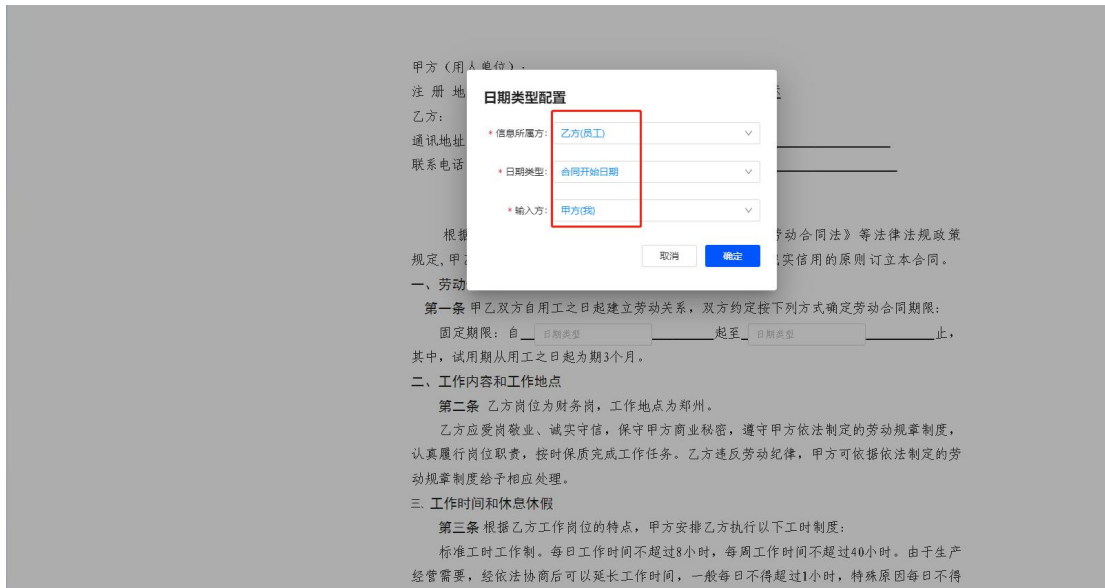 甲方（用人单位）：
注 册 地
乙方：
通讯地址
联系电话
日期类型配置
* 信息所属方： 乙方(员工)
* 日期类型： 合同开始日期
* 输入方： 甲方(我)
取消 确定
根据 劳动合同法》等法律法规政策
规定，甲乙 实信用的原则订立本合同。
一、劳动
第一条 甲乙双方自用工之日起建立劳动关系，双方约定按下列方式确定劳动合同期限：
固定期限：自 日期类型 起至 日期类型 止，
其中，试用期从用工之日起为期3个月。
二、工作内容和工作地点
第二条 乙方岗位为财务岗，工作地点为郑州。
乙方应爱岗敬业、诚实守信，保守甲方商业秘密，遵守甲方依法制定的劳动规章制度，
认真履行岗位职责，按时保质完成工作任务。乙方违反劳动纪律，甲方可依据依法制定的劳
动规章制度给予相应处理。
三、工作时间和休息休假
第三条 根据乙方工作岗位的特点，甲方安排乙方执行以下工时制度：
标准工时工作制。每日工作时间不超过8小时，每周工作时间不超过40小时。由于生产
经营需要，经依法协商后可以延长工作时间，一般每日不得超过1小时，特殊原因每日不得